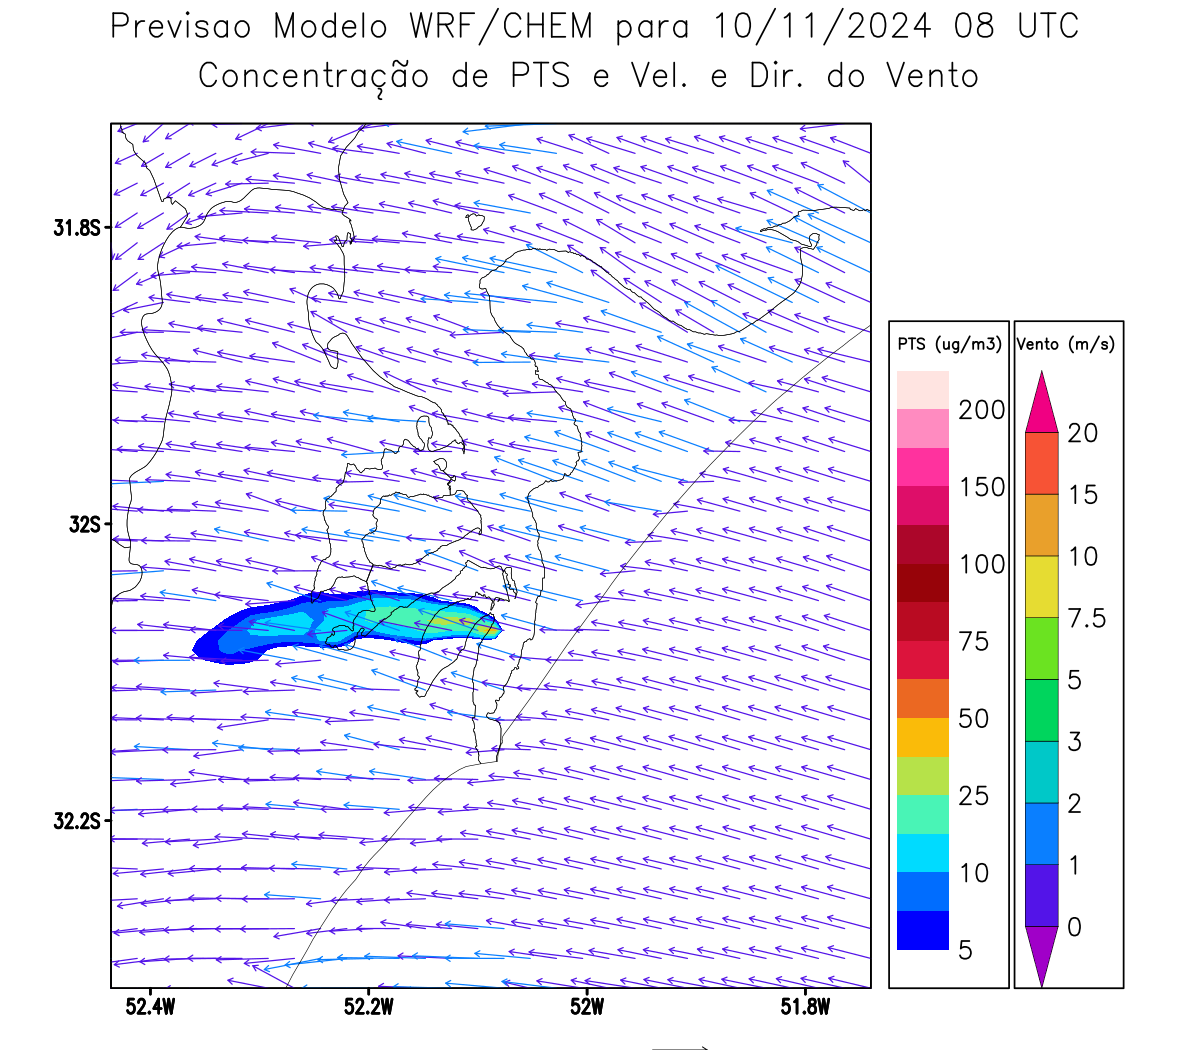 Previsao Modelo WRF/CHEM para 10/11/2024 08 UTC
Concentração de PTS e Vel. e Dir. do Vento
31.8S
32S
32.2S
52.4W 52.2W 52W 51.8W
PTS (ug/m3)
200
150
100
75
50
25
10
5
Vento (m/s)
20
15
10
7.5
5
3
2
1
0